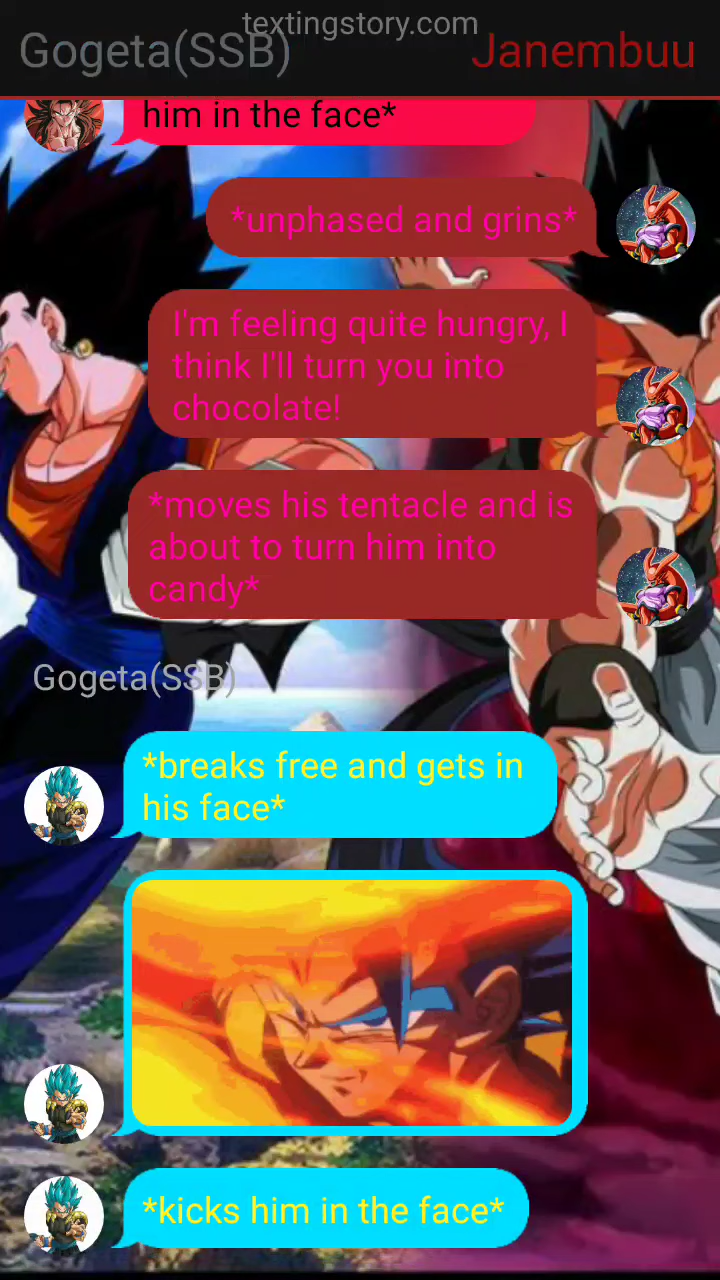 textingstory.com
Gogeta(SSB)
Janembuu
him in the face*
*unphased and grins*
I'm feeling quite hungry, I
think I'll turn you into
chocolate!
*moves his tentacle and is
about to turn him into
candy*
Gogeta(SSB)
*breaks free and gets in
his face*
*kicks him in the face*